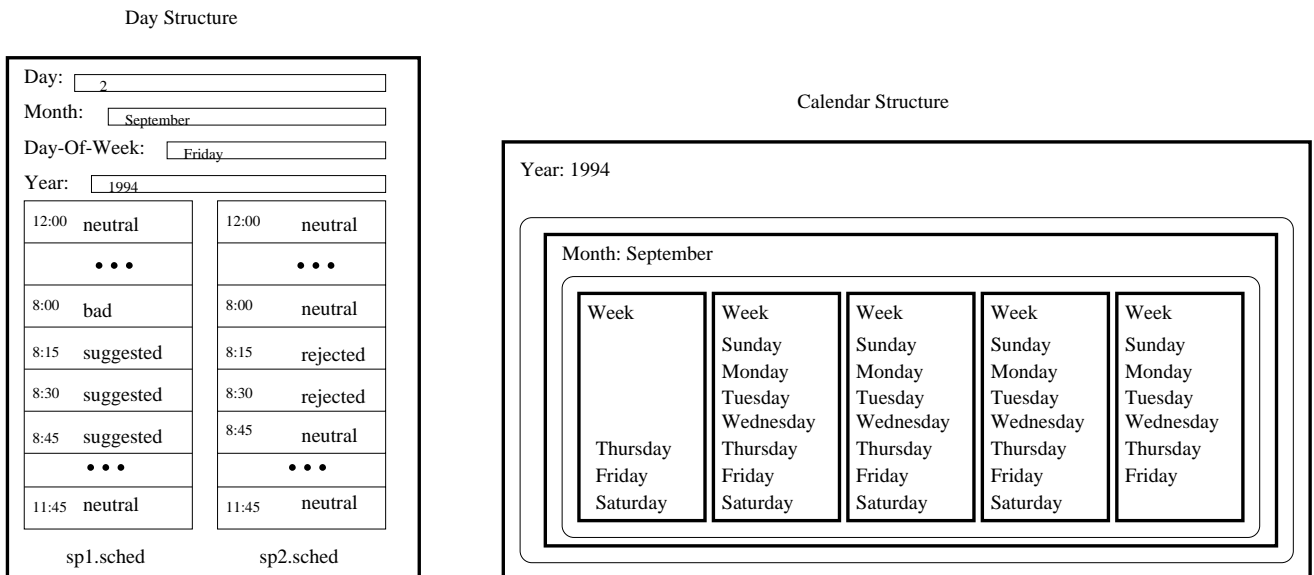 Day Structure
Day: 2
Month: September
Day-Of-Week: Friday
Year: 1994
12:00 neutral
• • •
8:00 bad
8:15 suggested
8:30 suggested
8:45 suggested
• • •
11:45 neutral
sp1.sched
12:00 neutral
• • •
8:00 neutral
8:15 rejected
8:30 rejected
8:45 neutral
• • •
11:45 neutral
sp2.sched
Calendar Structure
Year: 1994
Month: September
Week
Thursday
Friday
Saturday
Week
Sunday
Monday
Tuesday
Wednesday
Thursday
Friday
Saturday
Week
Sunday
Monday
Tuesday
Wednesday
Thursday
Friday
Saturday
Week
Sunday
Monday
Tuesday
Wednesday
Thursday
Friday
Saturday
Week
Sunday
Monday
Tuesday
Wednesday
Thursday
Friday